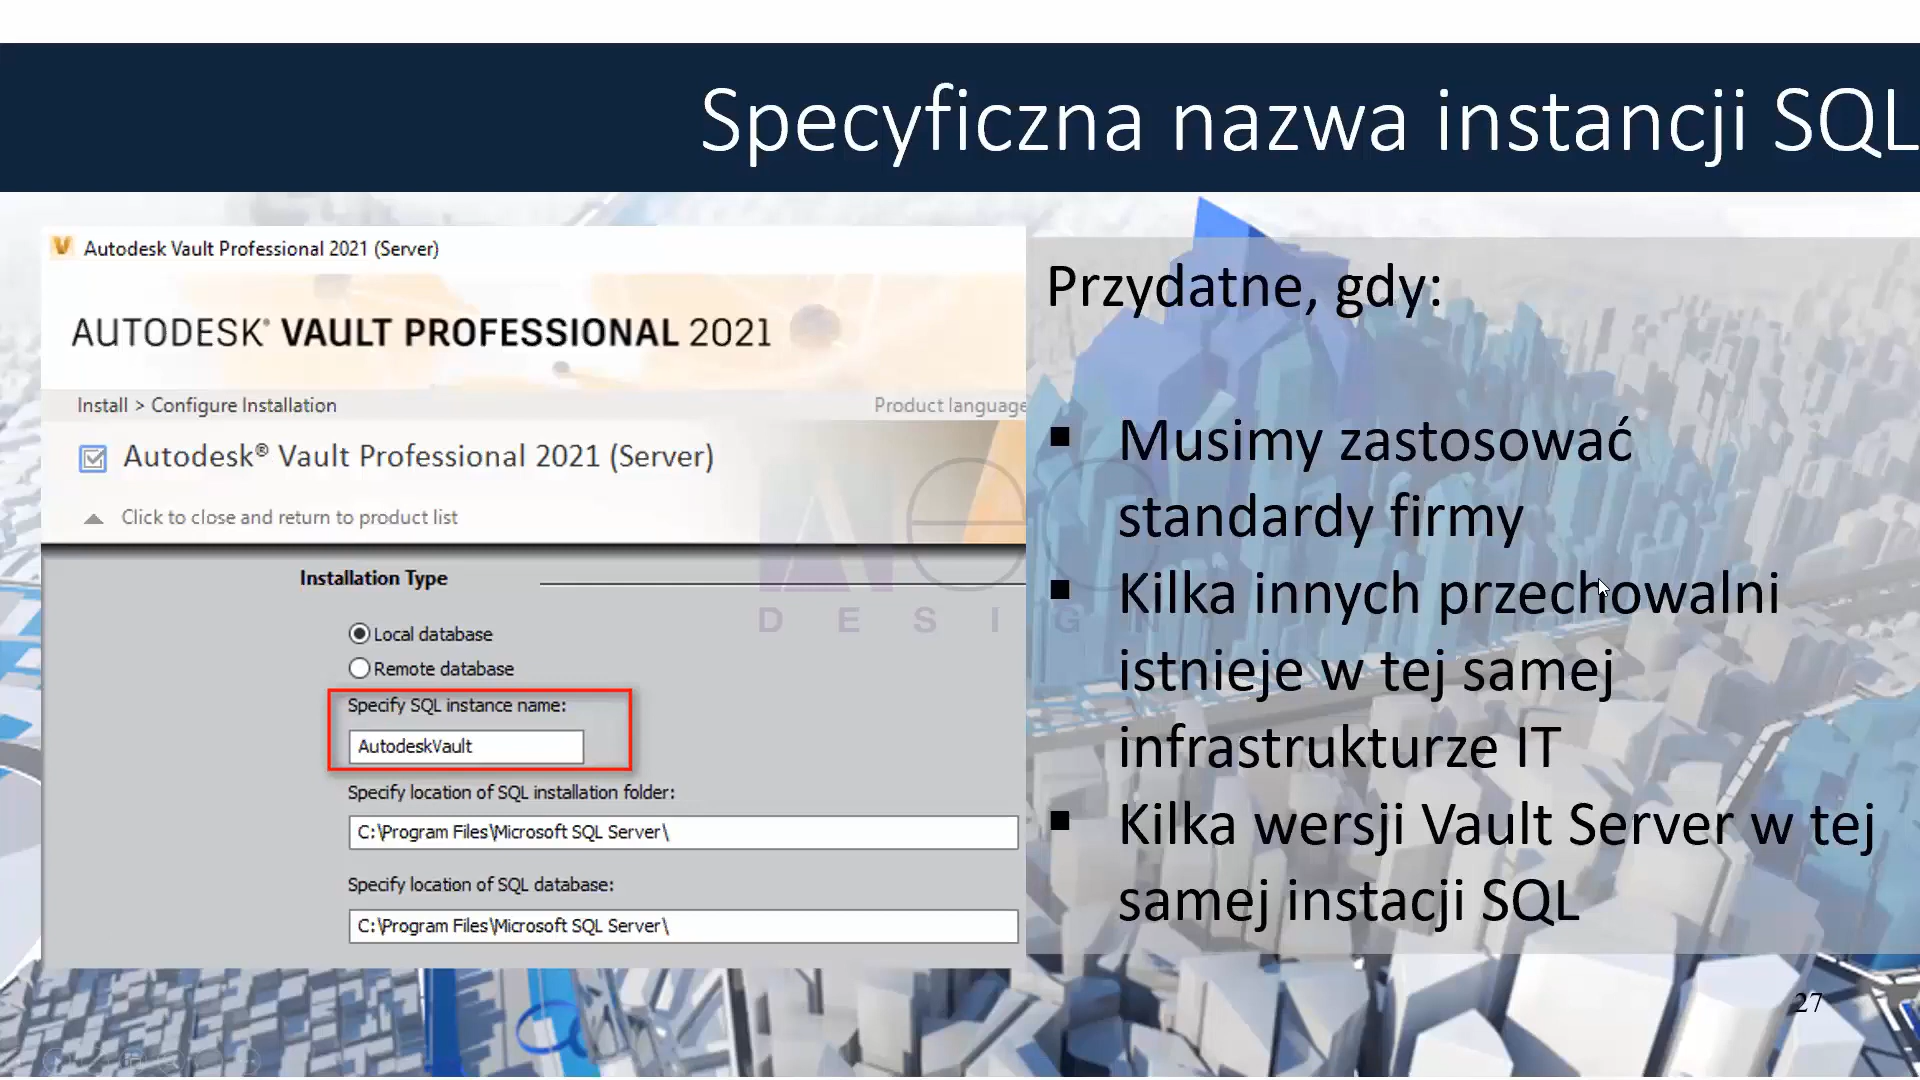 Specyficzna nazwa instancji SQL
Autodesk Vault Professional 2021 (Server)
AUTODESK® VAULT PROFESSIONAL 2021
Install > Configure Installation
Product language
Autodesk® Vault Professional 2021 (Server)
Click to close and return to product list
Installation Type
Local database
Remote database
Specify SQL instance name:
AutodeskVault
Specify location of SQL installation folder:
C:\Program Files\Microsoft SQL Server\
Specify location of SQL database:
C:\Program Files\Microsoft SQL Server\
Przydatne, gdy:
▪ Musimy zastosować
standardy firmy
▪ Kilka innych przechowalni
istnieje w tej samej
infrastrukturze IT
▪ Kilka wersji Vault Server w tej
samej instacji SQL
AEC
DESIGN
27